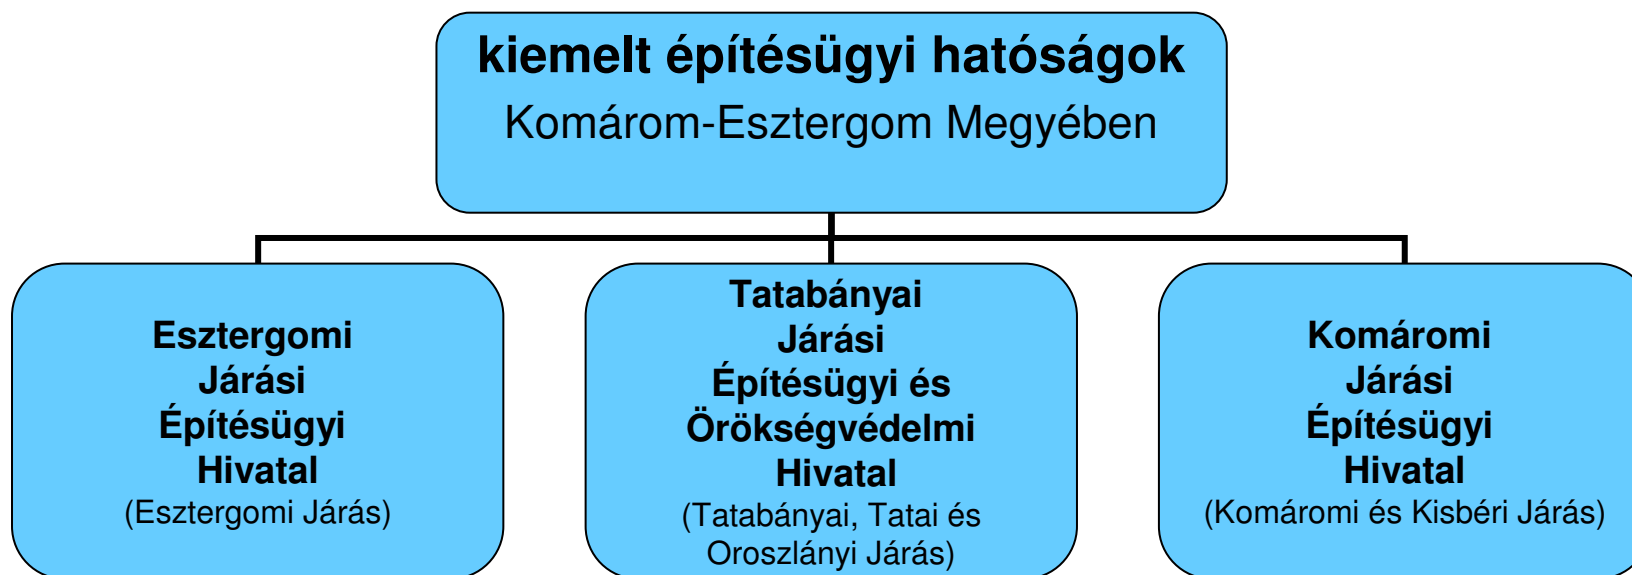 kiemelt építésügyi hatóságok
Komárom-Esztergom Megyében
Esztergomi
Járási
Építésügyi
Hivatal
(Esztergomi Járás)
Tatabányai
Járási
Építésügyi és
Örökségvédelmi
Hivatal
(Tatabányai, Tatai és
Oroszlányi Járás)
Komáromi
Járási
Építésügyi
Hivatal
(Komáromi és Kisbéri Járás)